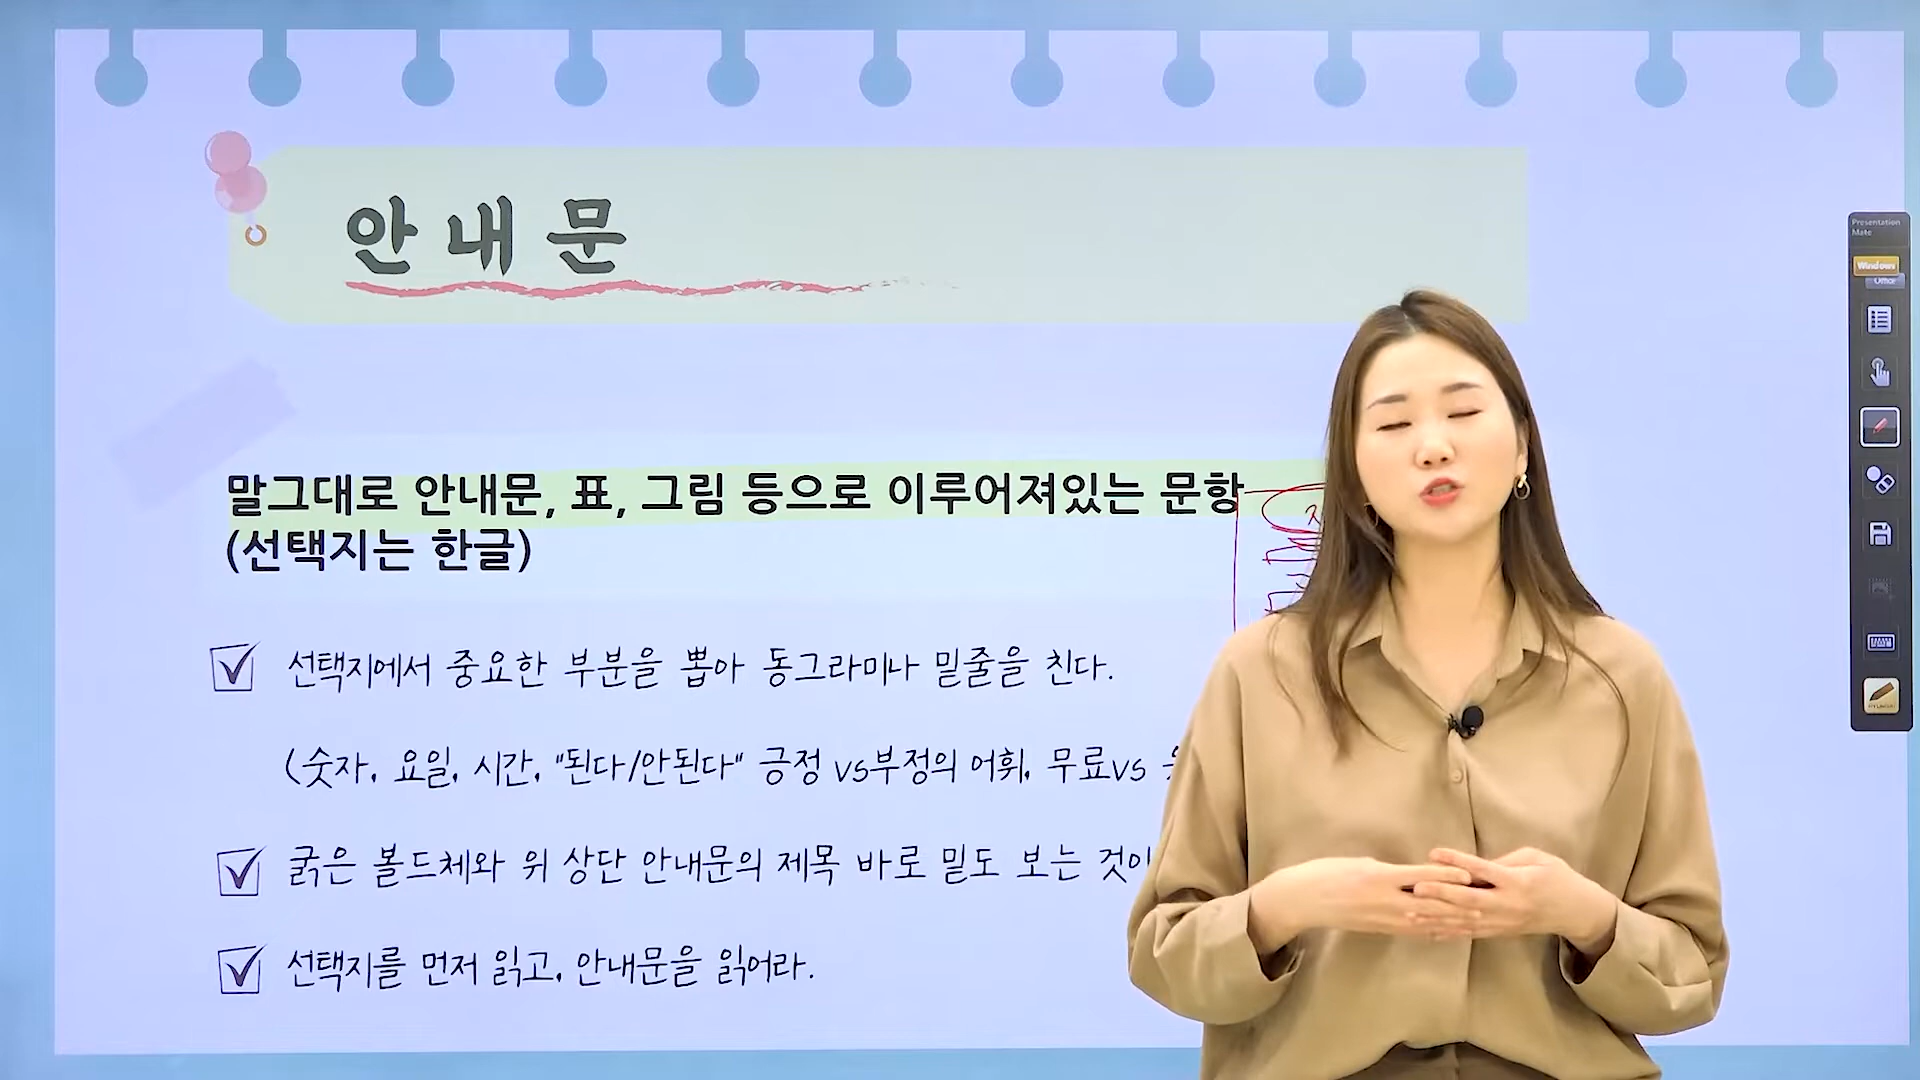 안내문
말그대로 안내문, 표, 그림 등으로 이루어져있는 문항
(선택지는 한글)
선택지에서 중요한 부분을 뽑아 동그라미나 밑줄을 친다.
(숫자, 요일, 시간, "된다/안된다" 긍정 vs부정의 어휘, 무료vs
굵은 볼드체와 위 상단 안내문의 제목 바로 밑도 보는 것이
선택지를 먼저 읽고, 안내문을 읽어라.
Presentation
Mate
Windows
Office